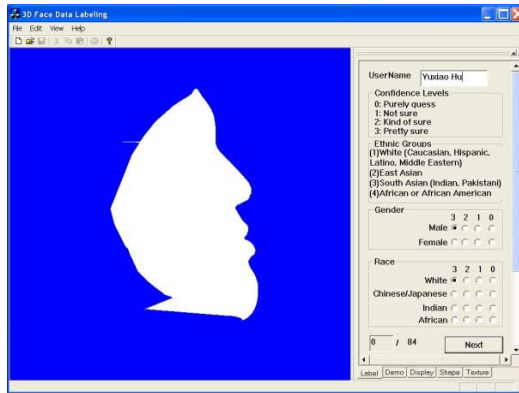 3D Face Data Labeling
File Edit View Help
UserName Yuxiao Hu
Confidence Levels
0: Purely quess
1: Not sure
2: Kind of sure
3: Pretty sure
Ethnic Groups
(1)White (Caucasian, Hispanic,
Latino, Middle Eastern)
(2)East Asian
(3)South Asian (Indian, Pakistani)
(4)African or African American
Gender
3 2 1 0
Male
Female
Race
3 2 1 0
White
Chinese/Japanese
Indian
African
0 / 84 Next
Label Demo Display Shape Texture